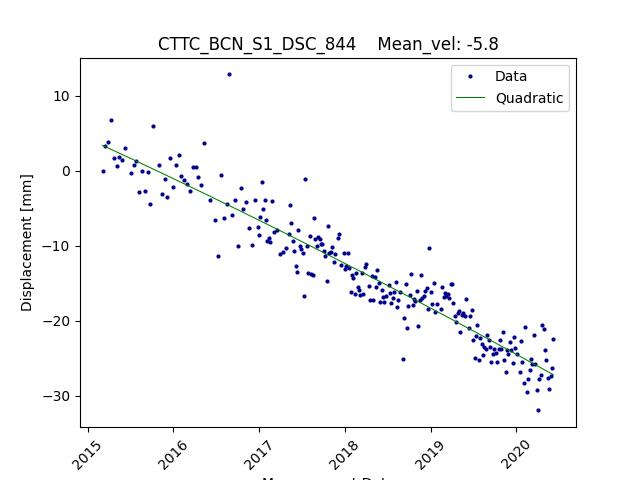 CTTC_BCN_S1_DSC_844    Mean_vel: -5.8
Data
Quadratic
10
0
−10
−20
−30
Displacement [mm]
2015 2016 2017 2018 2019 2020